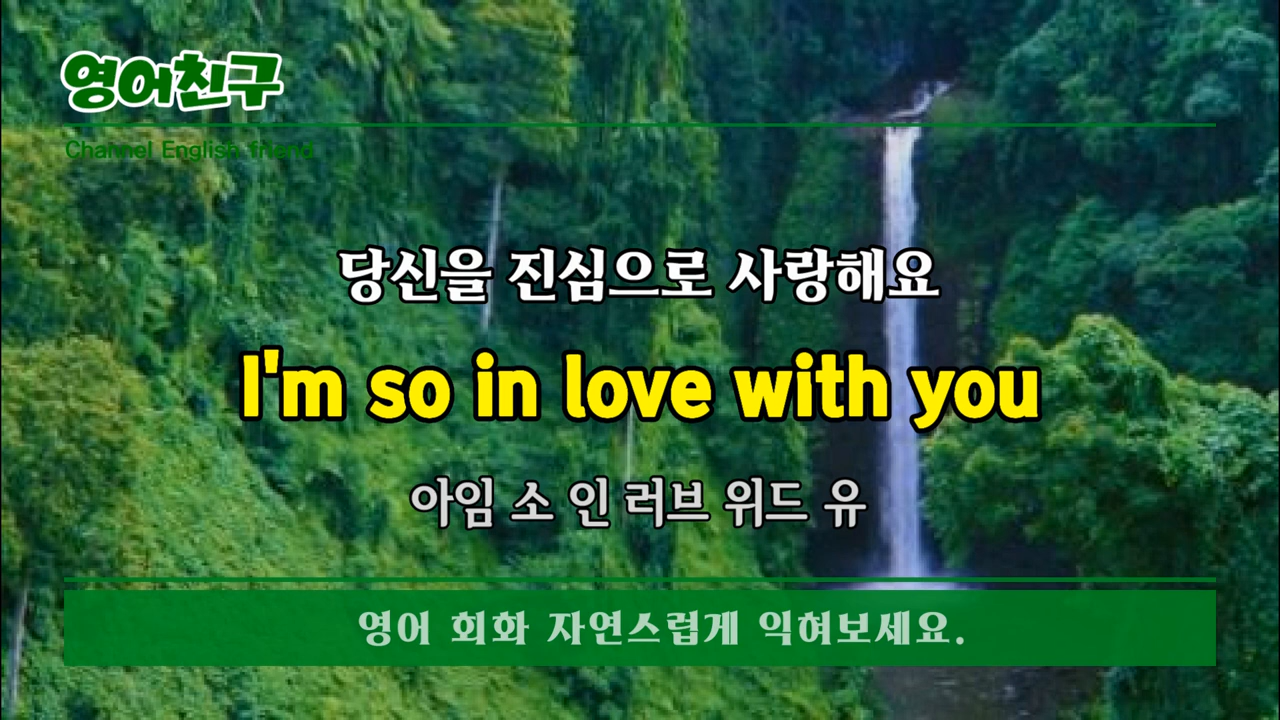 영어친구
Channel English friend
당신을 진심으로 사랑해요
I'm so in love with you
아임 소 인 러브 위드 유
영어 회화 자연스럽게 익혀보세요.